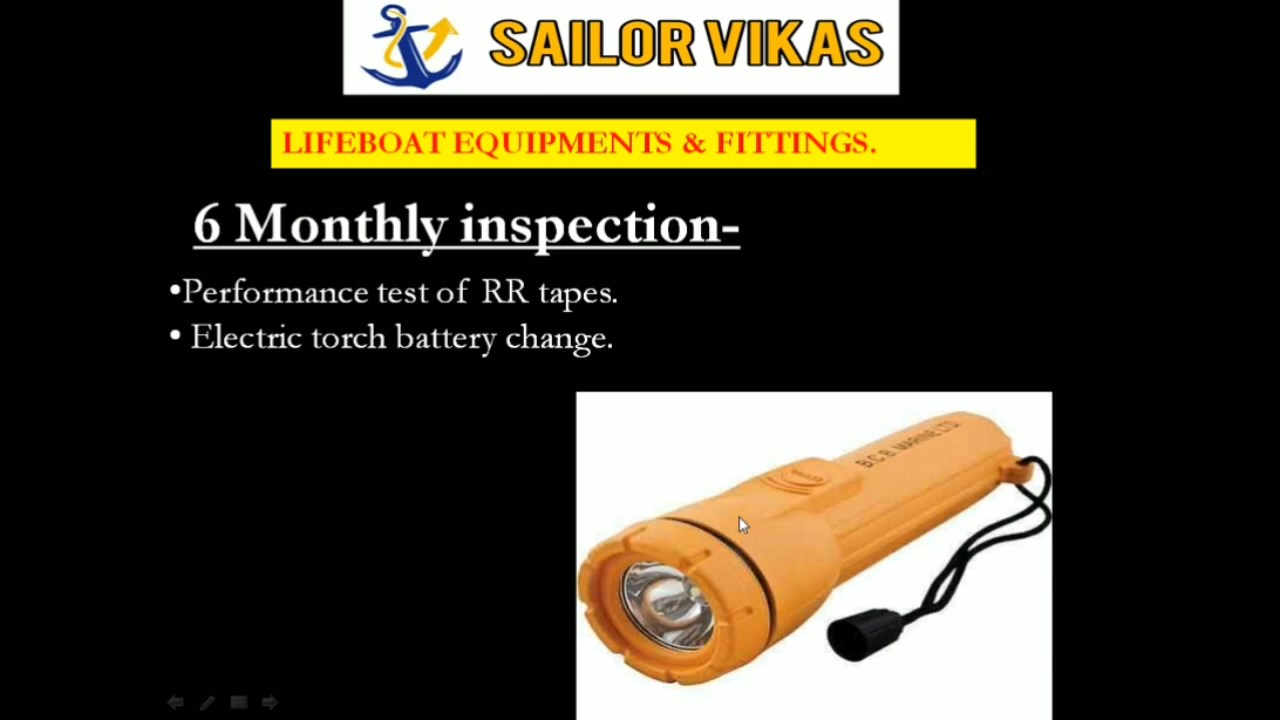 SAILOR VIKAS
LIFEBOAT EQUIPMENTS & FITTINGS.
6 Monthly inspection-
•Performance test of RR tapes.
• Electric torch battery change.
B.C.B. MARINE LTD.